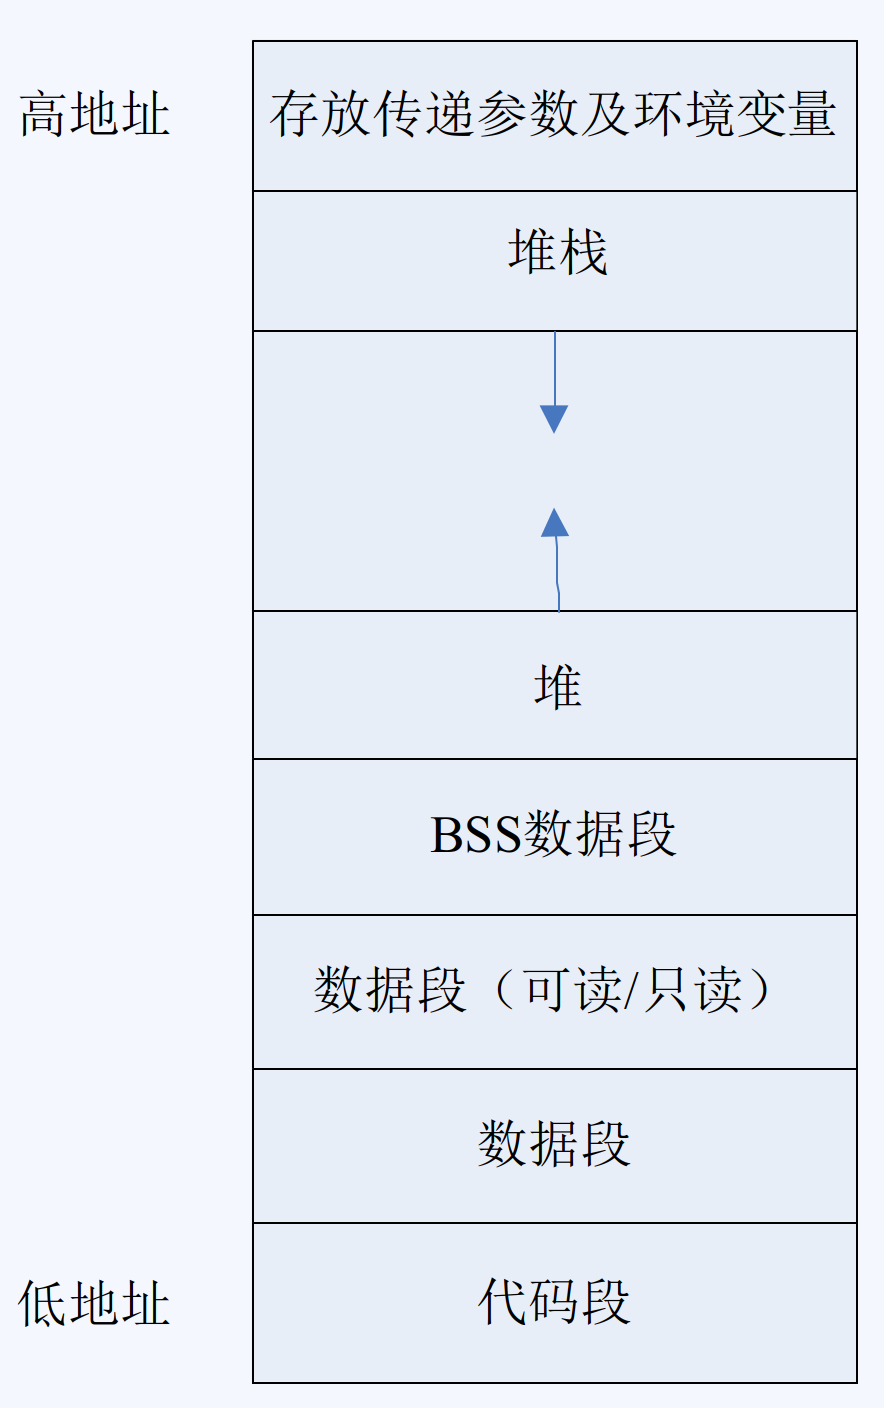 高地址
存放传递参数及环境变量
堆栈
堆
BSS数据段
数据段（可读/只读）
数据段
低地址
代码段